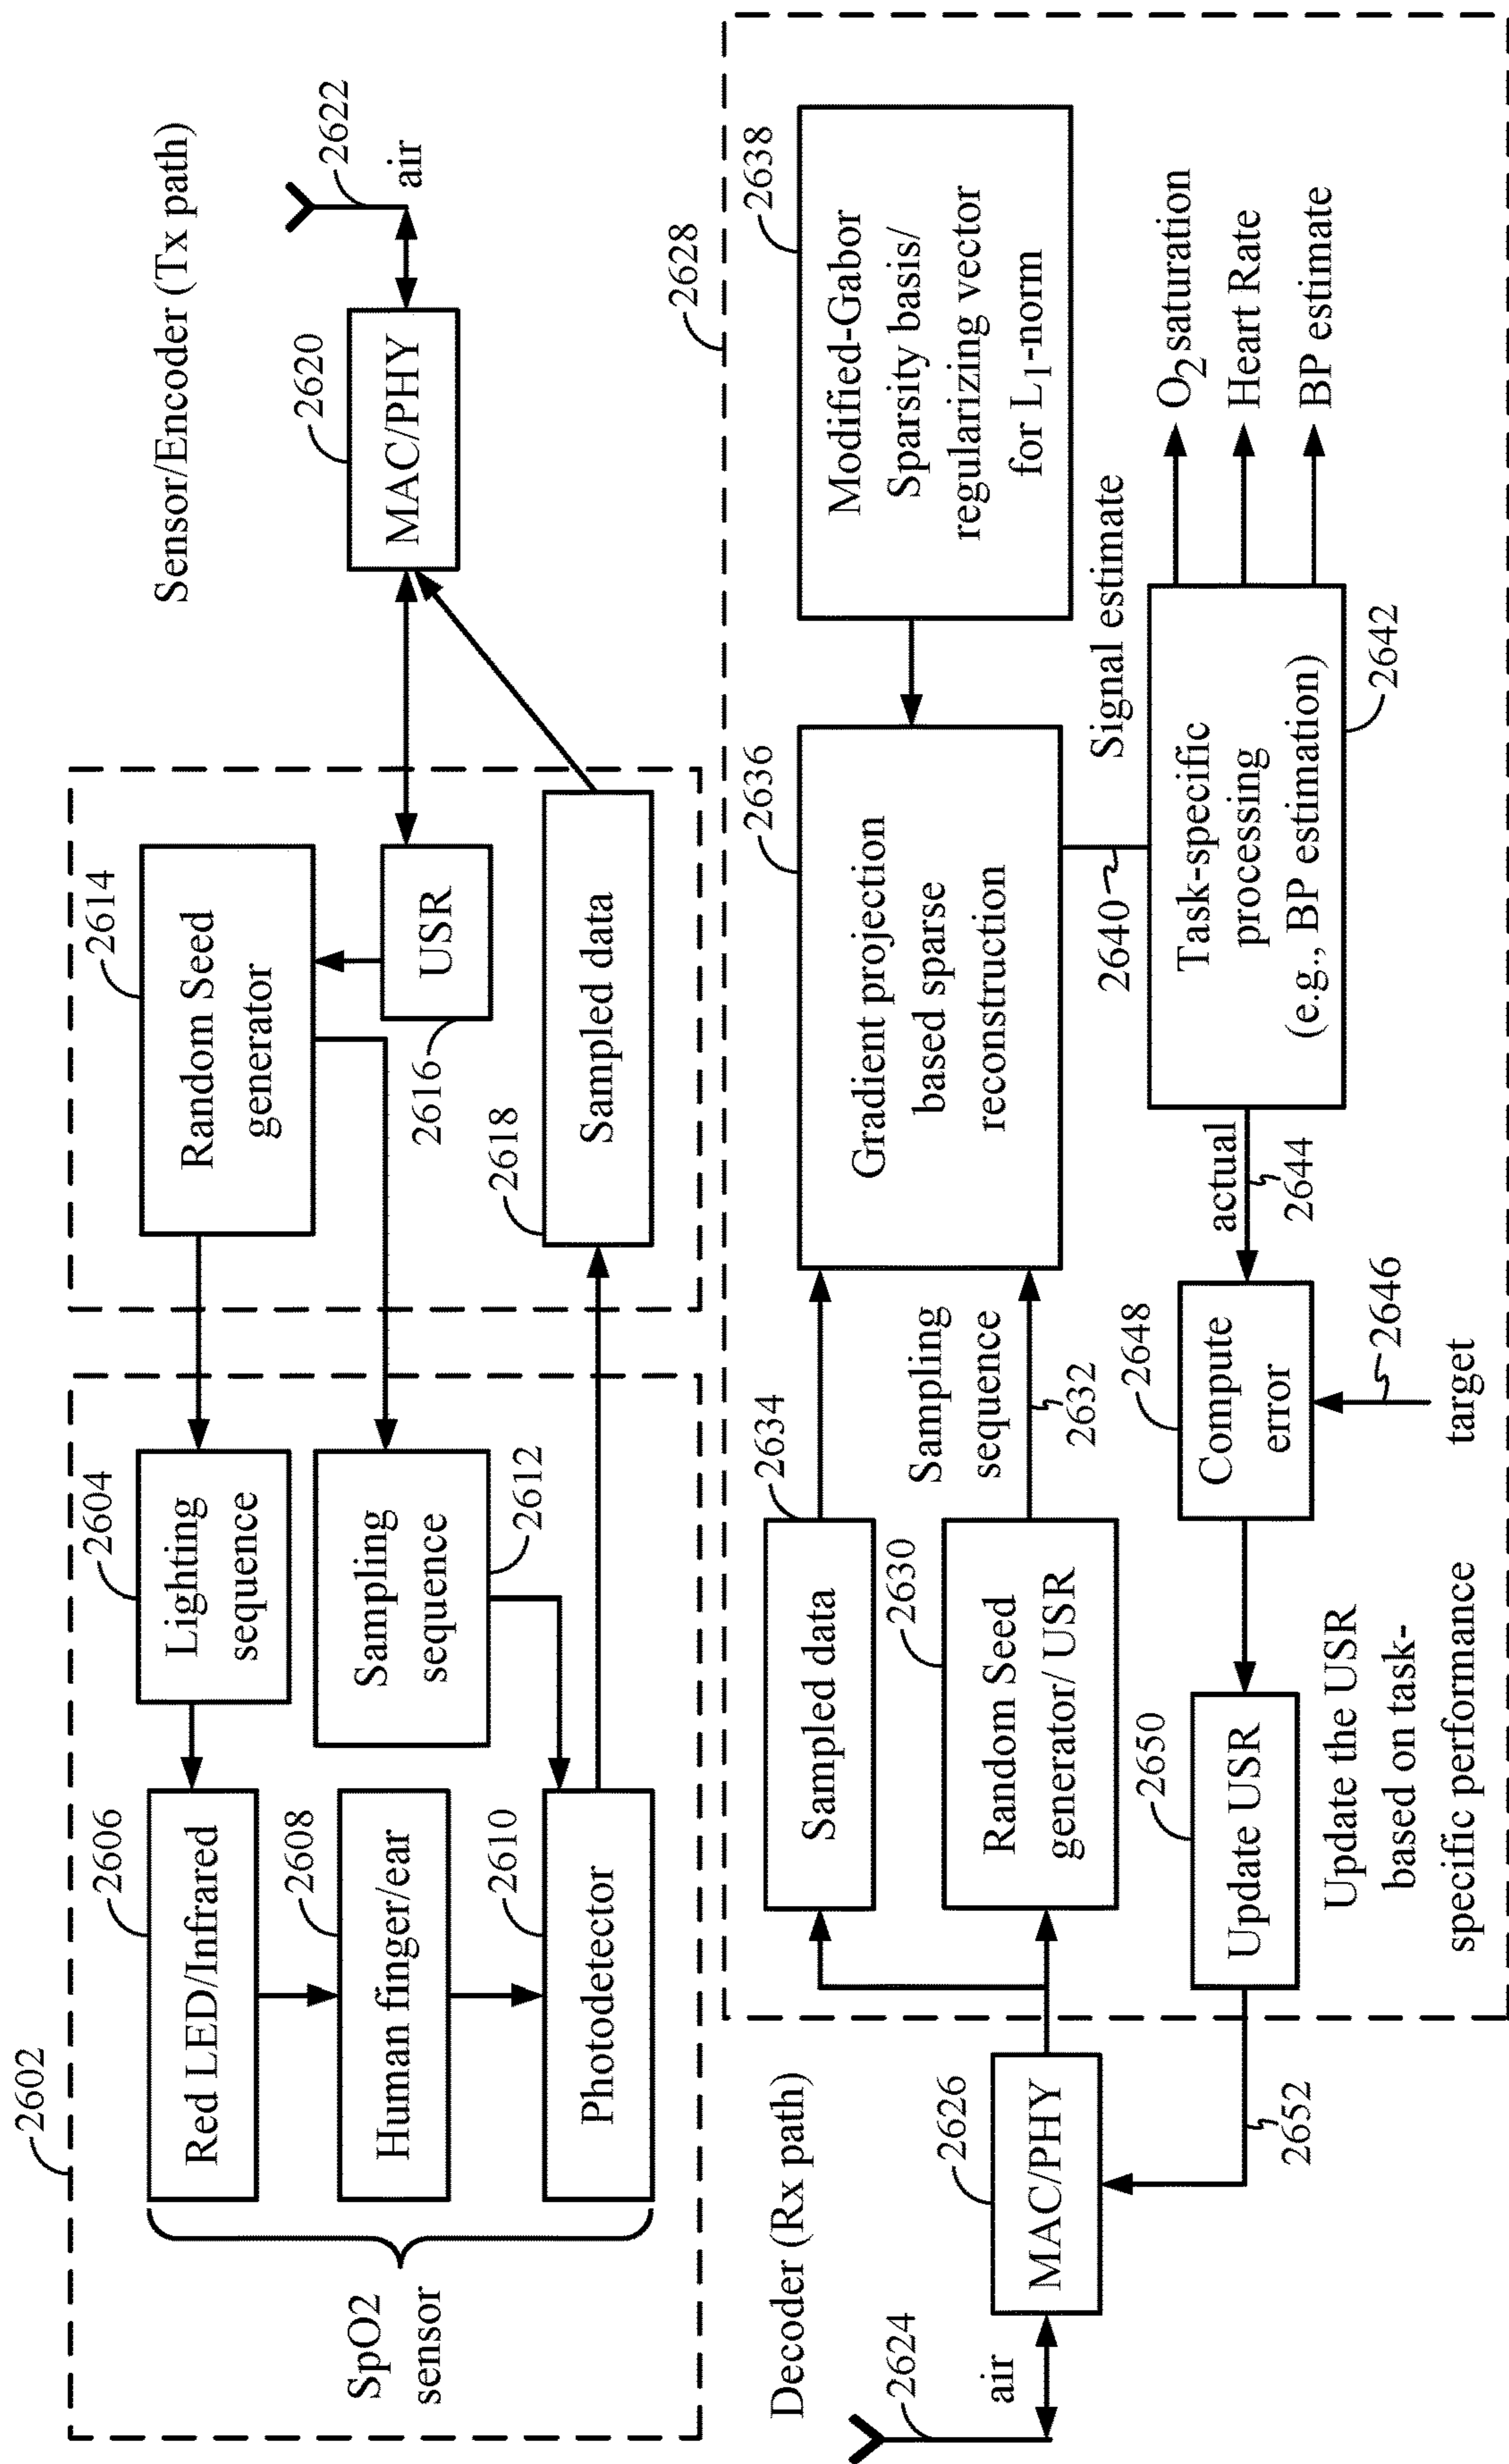 Sensor/Encoder (Tx path)
2602
2606
Red LED/Infrared
2608
Human finger/ear
2610
Photodetector
SpO2
sensor
2604
Lighting
sequence
Sampling
sequence
2612
2614
Random Seed
generator
USR
2616
2618
Sampled data
2620
MAC/PHY
2622
air
Decoder (Rx path)
2624
air
2626
MAC/PHY
2628
2634
Sampled data
2630
Random Seed
generator/ USR
Sampling
sequence
2632
2636
Gradient projection
based sparse
reconstruction
2638
Modified-Gabor
Sparsity basis/
regularizing vector
for L1-norm
Signal estimate
2640
Task-specific
processing
(e.g., BP estimation)
2642
O2 saturation
Heart Rate
BP estimate
actual
2644
2648
Compute
error
2646
target
2650
Update USR
2652
Update the USR
based on task-
specific performance